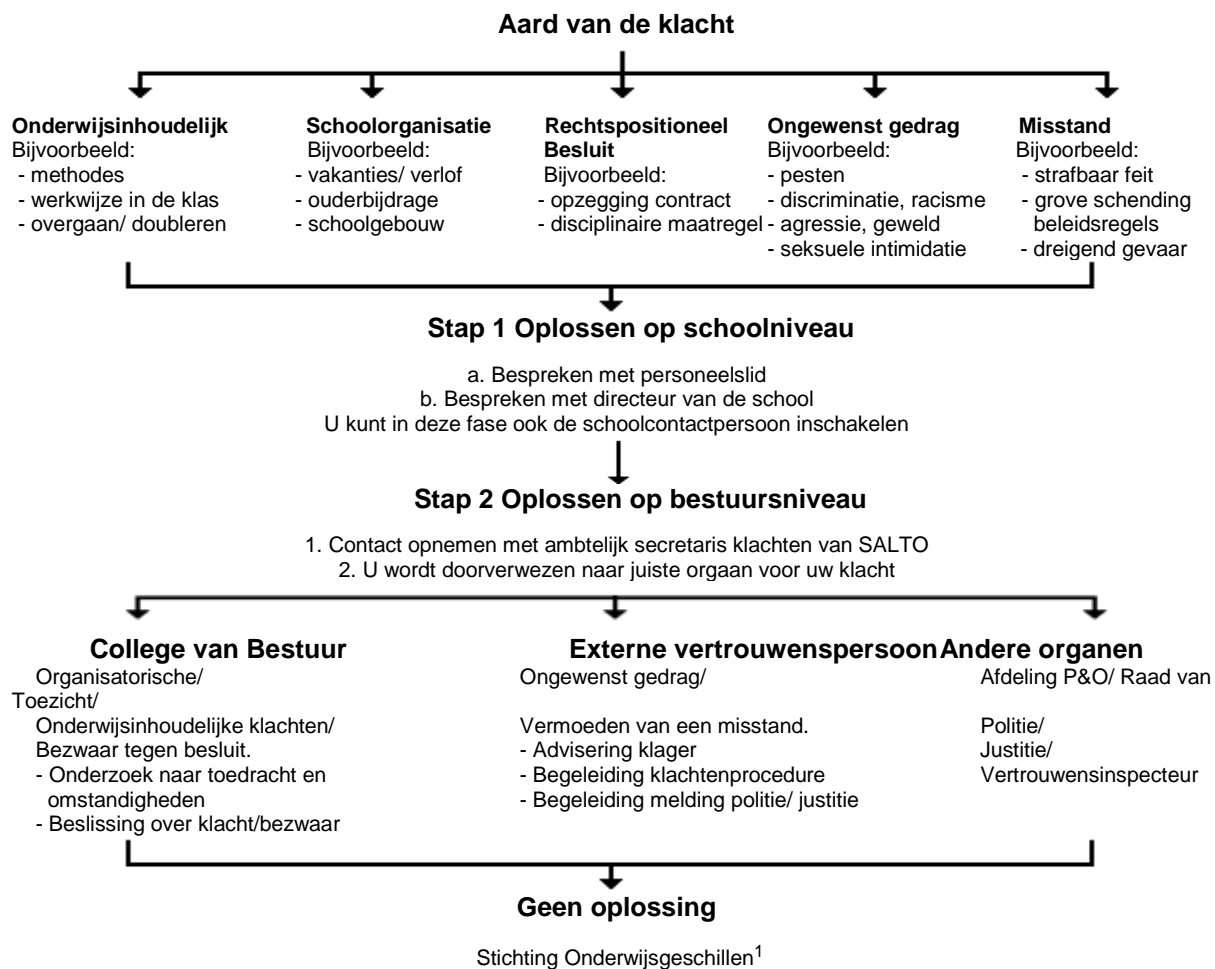 Aard van de klacht
Onderwijsinhoudelijk
Bijvoorbeeld:
- methodes
- werkwijze in de klas
- overgaan/ doubleren
Schoolorganisatie
Bijvoorbeeld:
- vakanties/ verlof
- ouderbijdrage
- schoolgebouw
Rechtspositioneel
Besluit
Bijvoorbeeld:
- opzegging contract
- disciplinaire maatregel
Ongewenst gedrag
Bijvoorbeeld:
- pesten
- discriminatie, racisme
- agressie, geweld
- seksuele intimidatie
Misstand
Bijvoorbeeld:
- strafbaar feit
- grove schending
beleidsregels
- dreigend gevaar
Stap 1 Oplossen op schoolniveau
a. Bespreken met personeelslid
b. Bespreken met directeur van de school
U kunt in deze fase ook de schoolcontactpersoon inschakelen
Stap 2 Oplossen op bestuursniveau
1. Contact opnemen met ambtelijk secretaris klachten van SALTO
2. U wordt doorverwezen naar juiste orgaan voor uw klacht
College van Bestuur
Organisatorische/
Toezicht/
Onderwijsinhoudelijke klachten/
Bezwaar tegen besluit.
- Onderzoek naar toedracht en
omstandigheden
- Beslissing over klacht/bezwaar
Externe vertrouwenspersoon
Ongewenst gedrag/
Vermoeden van een misstand.
- Advisering klager
- Begeleiding klachtenprocedure
- Begeleiding melding politie/ justitie
Andere organen
Afdeling P&O/ Raad van
Politie/
Justitie/
Vertrouwensinspecteur
Geen oplossing
Stichting Onderwijsgeschillen1